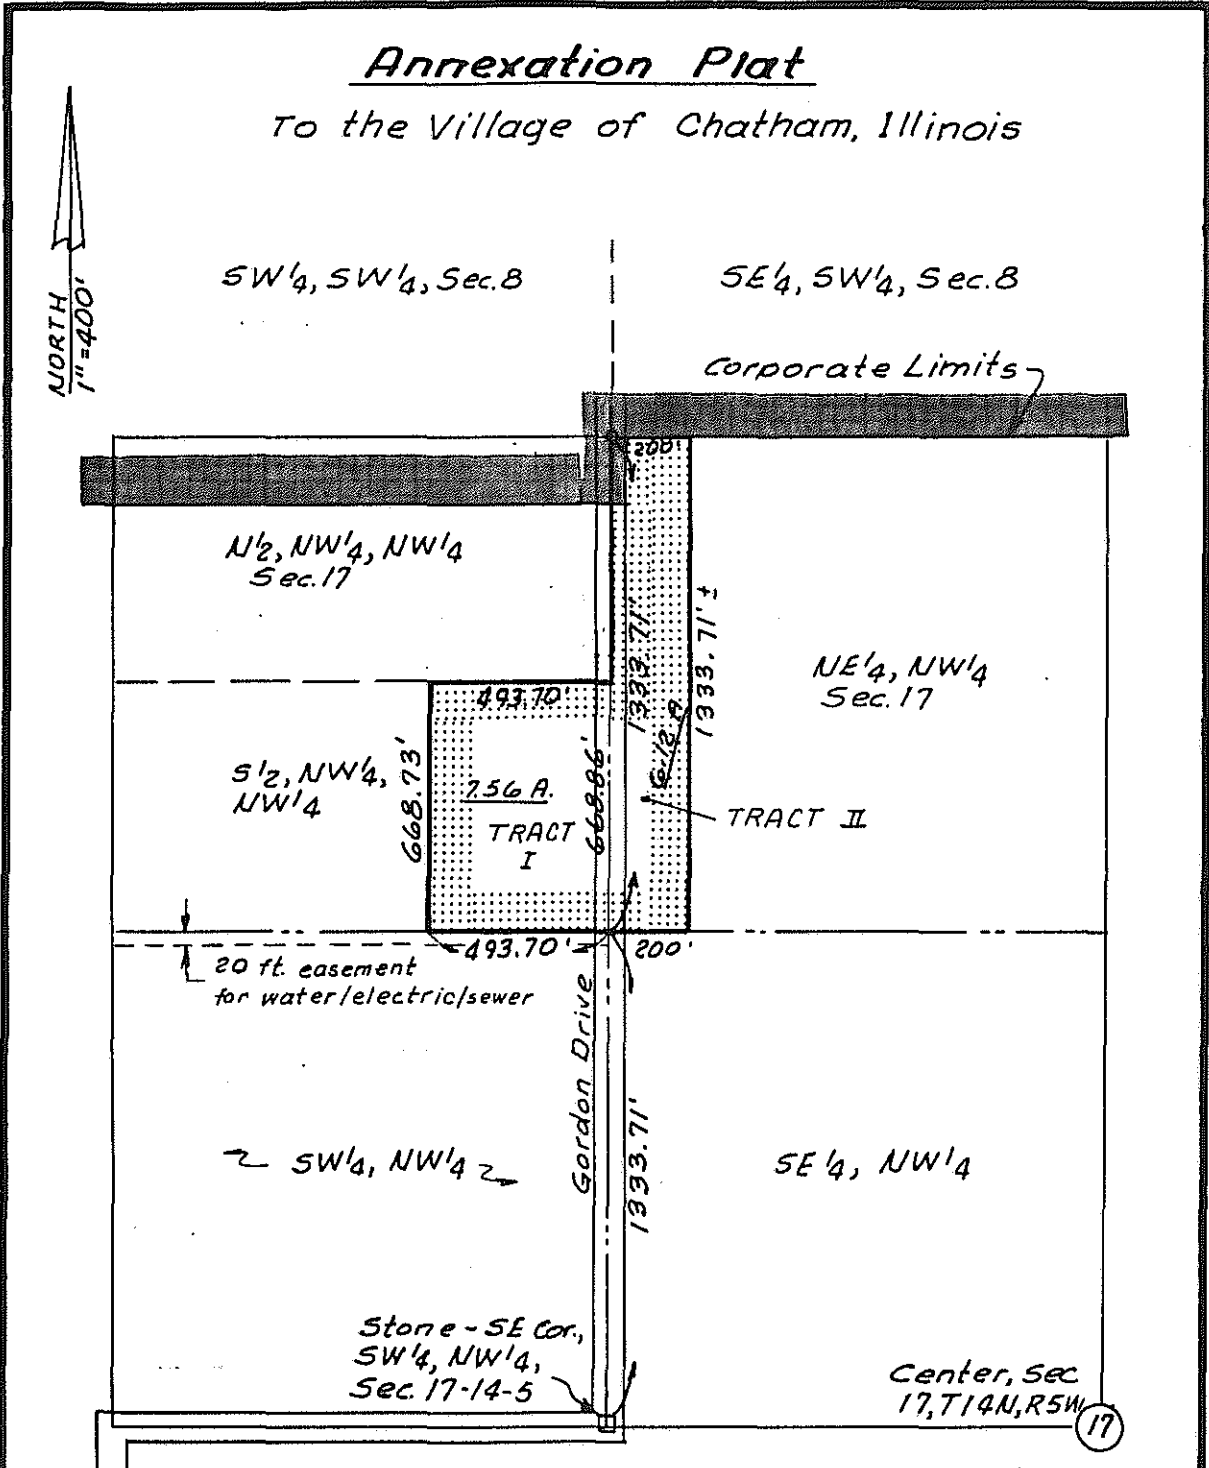 Annexation Plat
To the Village of Chatham, Illinois
NORTH
1"=400'
SW¼, SW¼, Sec.8
SE¼, SW¼, Sec.8
Corporate Limits
200'
N½, NW¼, NW¼
Sec.17
1333.71'
1333.71'±
NE¼, NW¼
Sec.17
493.70'
S½, NW¼,
NW¼
668.73'
7.56 A.
TRACT
I
668.86'
6.12 A.
TRACT II
493.70'
200'
20 ft. easement
for water/electric/sewer
Gordon Drive
1333.71'
SW¼, NW¼
SE¼, NW¼
Stone - SE Cor.,
SW¼, NW¼,
Sec. 17-14-5
Center, Sec
17, T14N, R5W
17